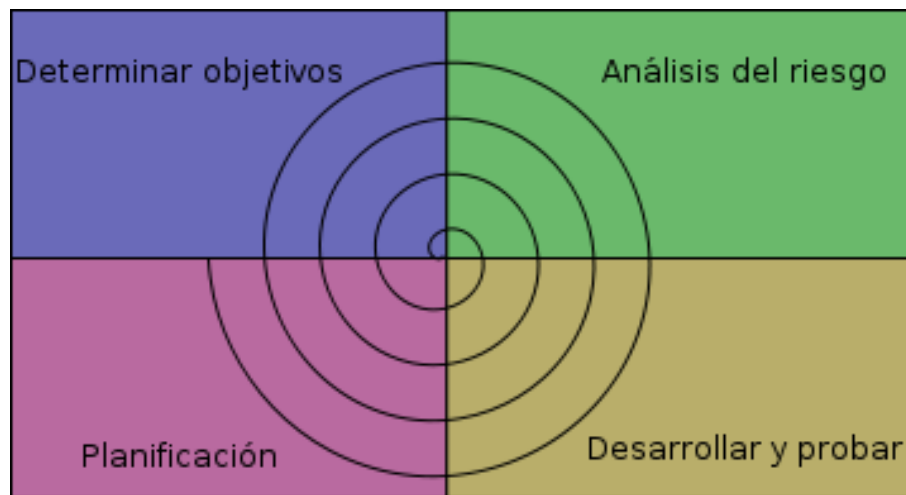 Determinar objetivos
Análisis del riesgo
Planificación
Desarrollar y probar